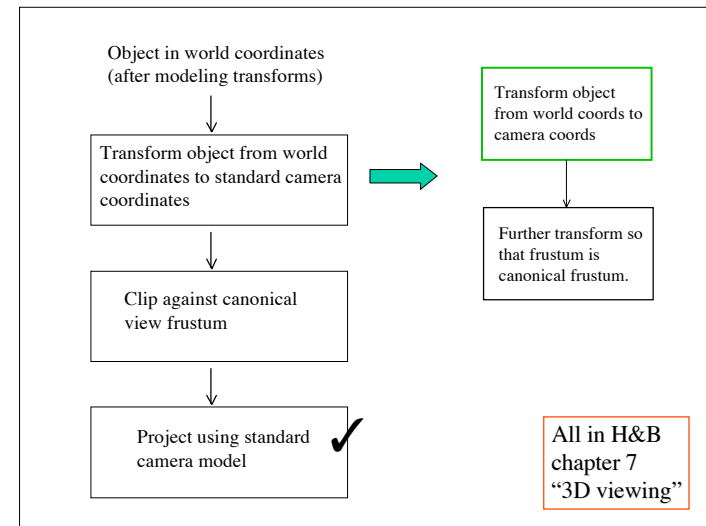 Object in world coordinates
(after modeling transforms)
Transform object from world
coordinates to standard camera
coordinates
Clip against canonical
view frustum
Project using standard
camera model
Transform object
from world coords to
camera coords
Further transform so
that frustum is
canonical frustum.
All in H&B
chapter 7
“3D viewing”